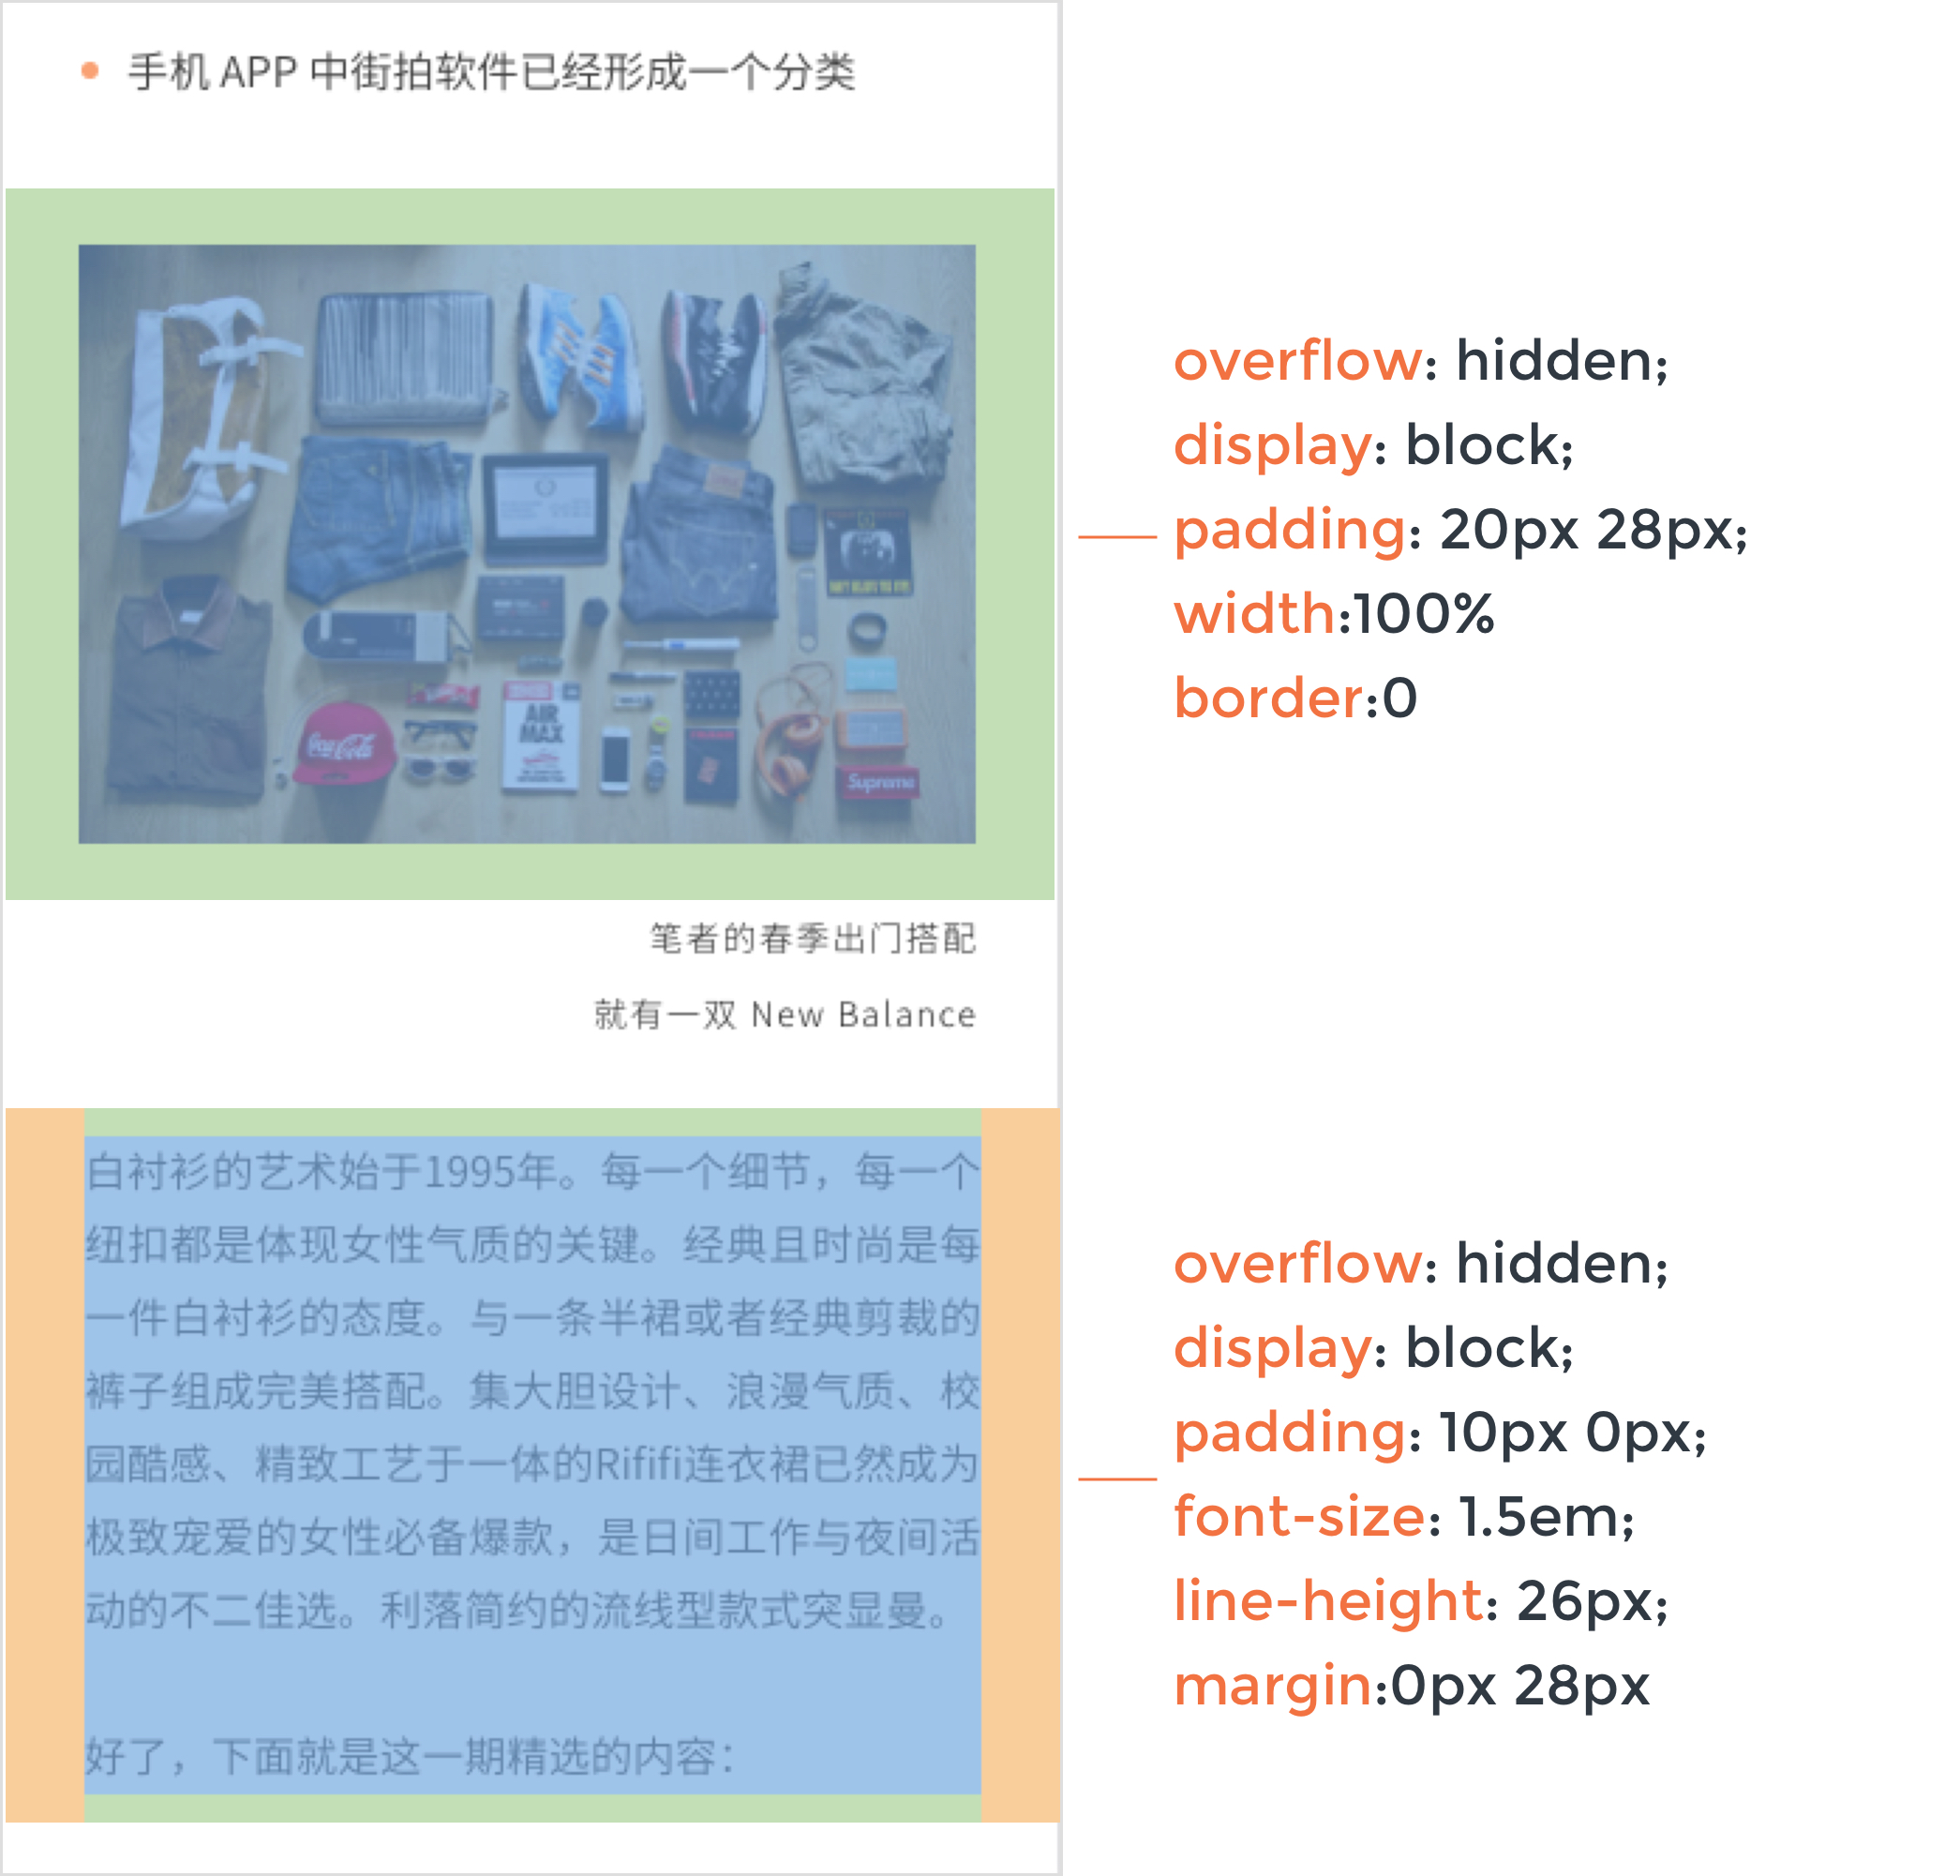 手机 APP 中街拍软件已经形成一个分类
Coca-Cola
AIR
MAX
Supreme
overflow: hidden;
display: block;
padding: 20px 28px;
width:100%
border:0
笔者的春季出门搭配
就有一双 New Balance
白衬衫的艺术始于1995年。每一个细节，每一个
纽扣都是体现女性气质的关键。经典且时尚是每
一件白衬衫的态度。与一条半裙或者经典剪裁的
裤子组成完美搭配。集大胆设计、浪漫气质、校
园酷感、精致工艺于一体的Rififi连衣裙已然成为
极致宠爱的女性必备爆款，是日间工作与夜间活
动的不二佳选。利落简约的流线型款式突显曼。
好了，下面就是这一期精选的内容：
overflow: hidden;
display: block;
padding: 10px 0px;
font-size: 1.5em;
line-height: 26px;
margin:0px 28px